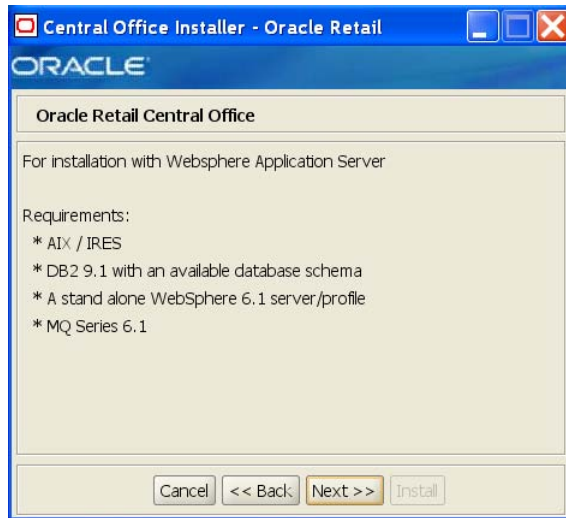 Central Office Installer - Oracle Retail
ORACLE
Oracle Retail Central Office
For installation with Websphere Application Server
Requirements:
* AIX / IRES
* DB2 9.1 with an available database schema
* A stand alone WebSphere 6.1 server/profile
* MQ Series 6.1
Cancel << Back Next >> Install